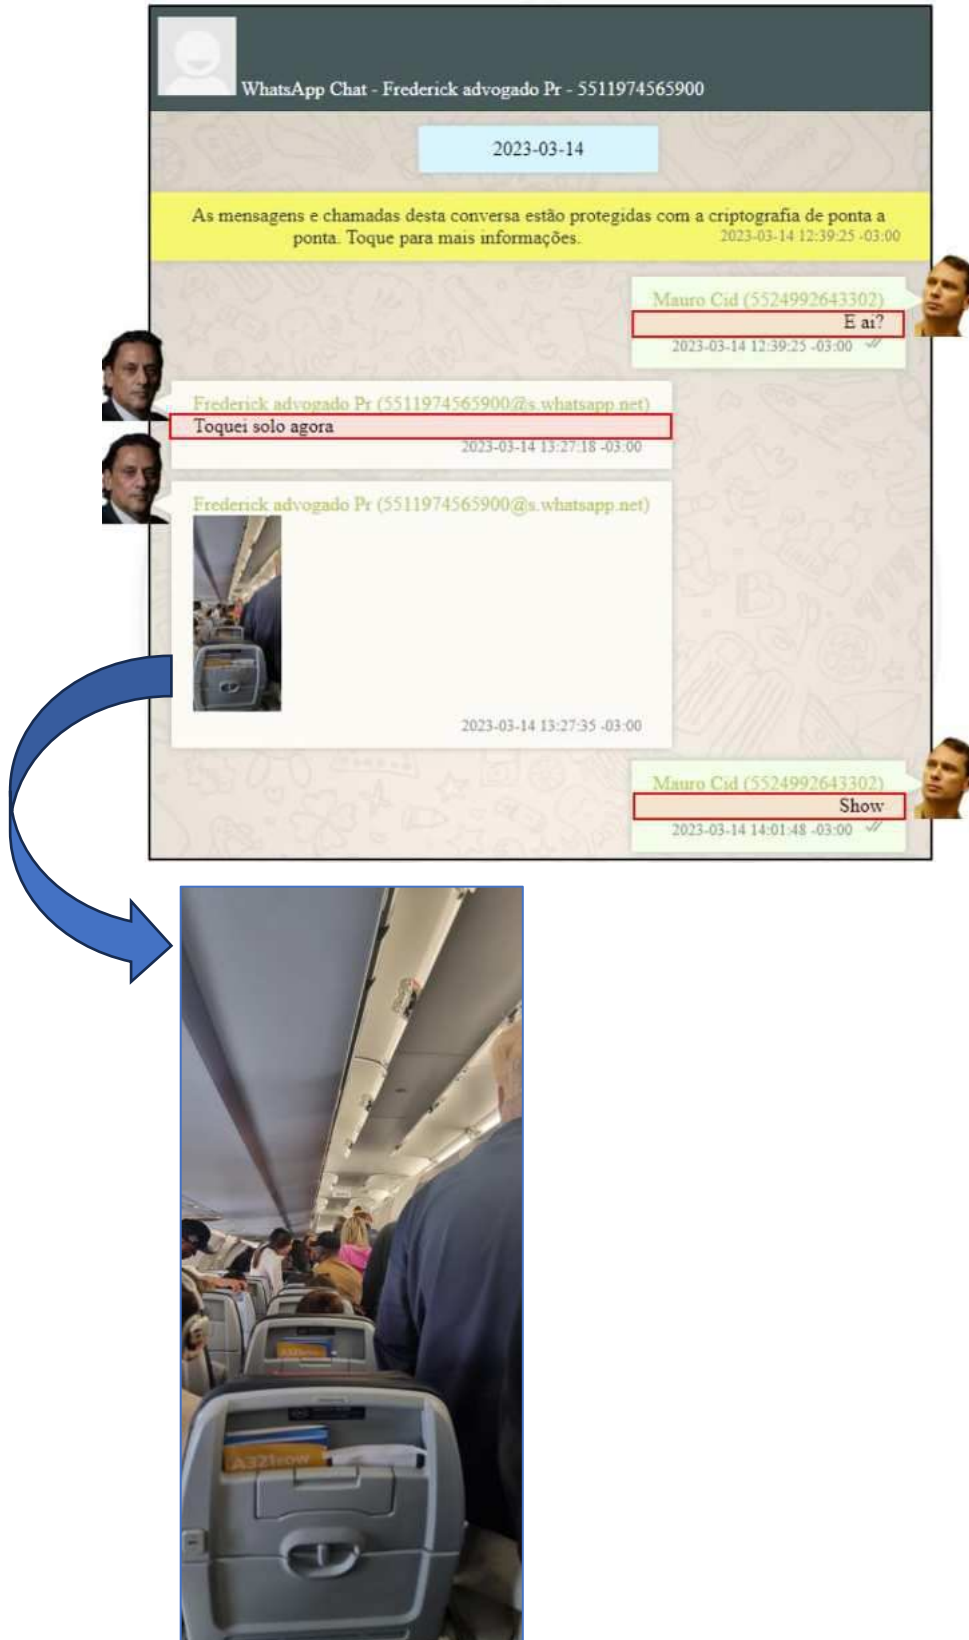 WhatsApp Chat - Frederick advogado Pr - 5511974565900
2023-03-14
As mensagens e chamadas desta conversa estão protegidas com a criptografia de ponta a
ponta. Toque para mais informações.
2023-03-14 12:39:25 -03:00
Mauro Cid (5524992643302)
E ai?
2023-03-14 12:39:25 -03:00
Frederick advogado Pr (5511974565900@s.whatsapp.net)
Toquei solo agora
2023-03-14 13:27:18 -03:00
Frederick advogado Pr (5511974565900@s.whatsapp.net)
2023-03-14 13:27:35 -03:00
Mauro Cid (5524992643302)
Show
2023-03-14 14:01:48 -03:00
A321